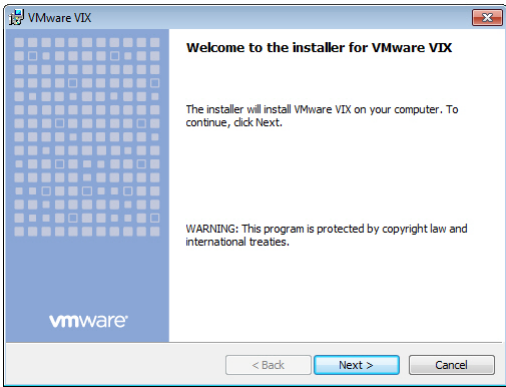 VMware VIX
Welcome to the installer for VMware VIX
The installer will install VMware VIX on your computer. To
continue, click Next.
WARNING: This program is protected by copyright law and
international treaties.
vmware®
< Back
Next >
Cancel